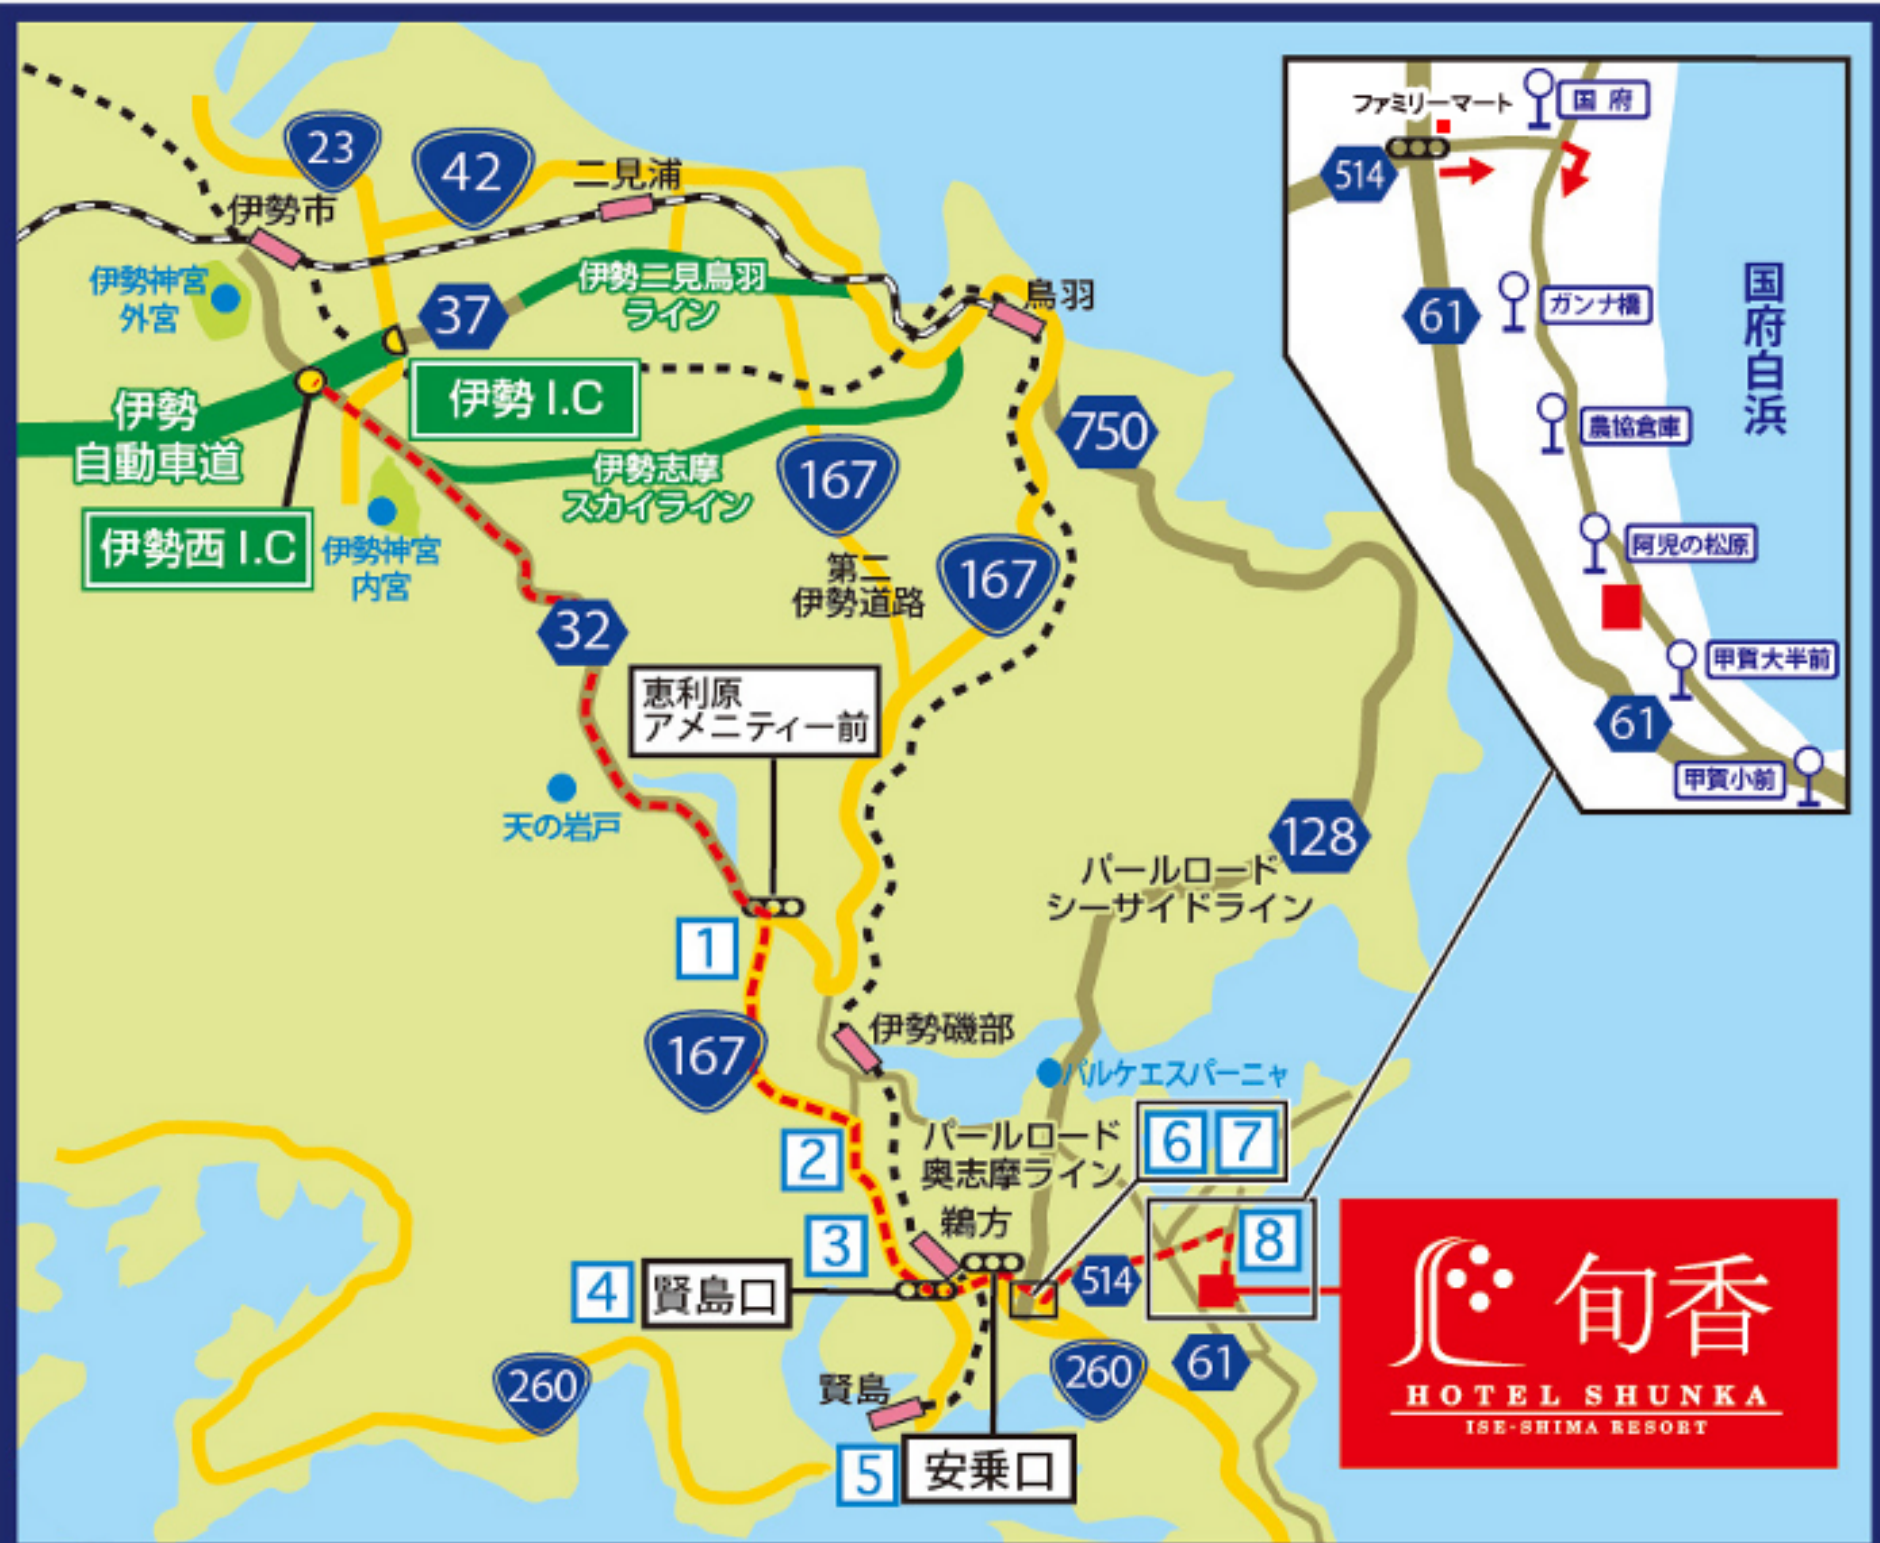 23
42
二見浦
伊勢市
伊勢神宮
外宮
37
伊勢二見鳥羽
ライン
鳥羽
伊勢
自動車道
伊勢I.C
伊勢西I.C
伊勢神宮
内宮
伊勢志摩
スカイライン
750
167
第二
伊勢道路
167
32
恵利原
アメニティー前
天の岩戸
128
パールロード
シーサイドライン
1
167
伊勢磯部
パルケエスパーニャ
2
パールロード
奥志摩ライン
6 7
3
鵜方
8
4
賢島口
514
260
賢島
260
61
5
安乗口
旬香
HOTEL SHUNKA
ISE-SHIMA RESORT
ファミリーマート
国府
514
61
ガンナ橋
国府白浜
農協倉庫
阿児の松原
甲賀大半前
61
甲賀小前